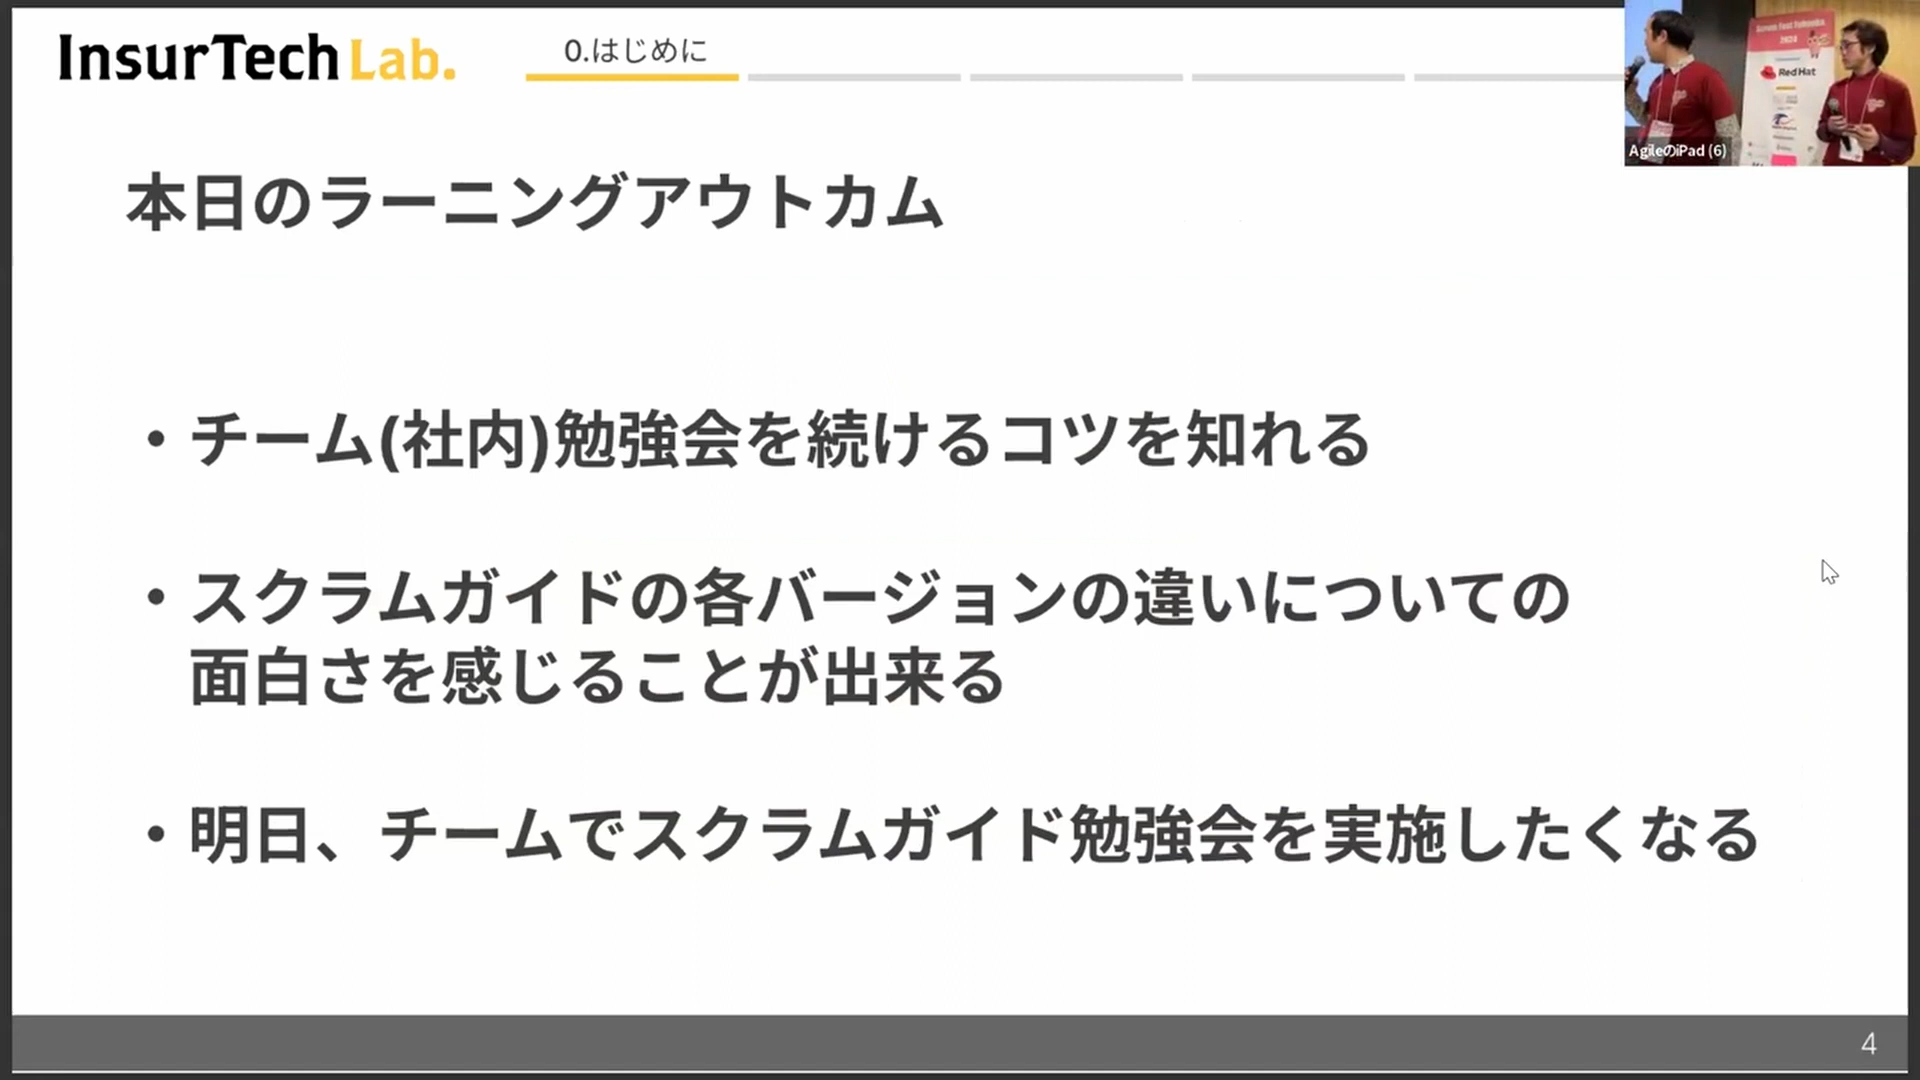 InsurTech Lab.
0.はじめに
Scrum Fest Fukuoka
Red Hat
AgileのiPad (6)
本日のラーニングアウトカム
・チーム(社内)勉強会を続けるコツを知れる
・スクラムガイドの各バージョンの違いについての
面白さを感じることが出来る
・明日、チームでスクラムガイド勉強会を実施したくなる
4